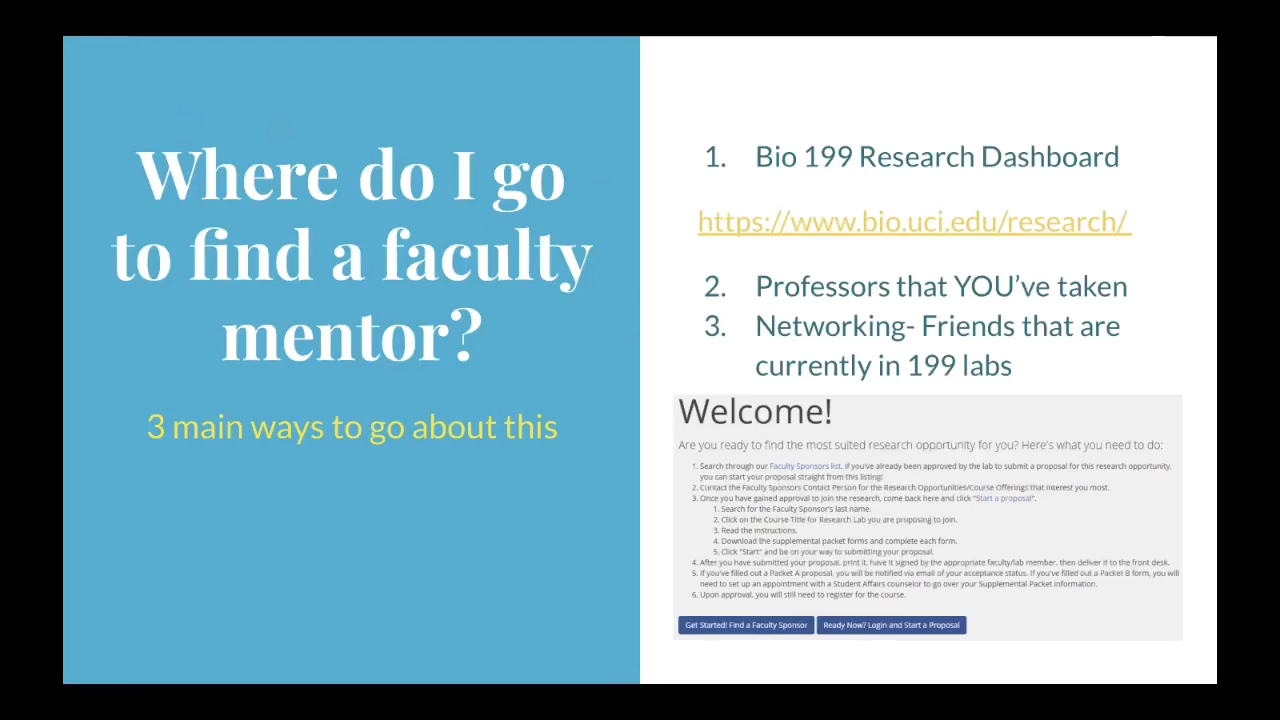 Where do I go
to find a faculty
mentor?
3 main ways to go about this
1. Bio 199 Research Dashboard
https://www.bio.uci.edu/research/
2. Professors that YOU've taken
3. Networking- Friends that are
currently in 199 labs
Welcome!
Are you ready to find the most suited research opportunity for you? Here's what you need to do:
1. Search through our Faculty Sponsors list. If you've already been approved by the lab to submit a proposal for this research opportunity,
you can start your proposal straight from this listing!
2. Contact the Faculty Sponsors Contact Person for the Research Opportunities/Course Offerings that interest you most.
3. Once you have gained approval to join the research, come back here and click "Start a proposal".
1. Search for the Faculty Sponsor's last name.
2. Click on the Course Title for Research Lab you are proposing to join.
3. Read the instructions.
4. Download the supplemental packet forms and complete each form.
5. Click "Start" and be on your way to submitting your proposal.
4. After you have submitted your proposal, print it, have it signed by the appropriate faculty/lab member, then deliver it to the front desk.
5. If you've filled out a Packet A proposal, you will be notified via email of your acceptance status. If you've filled out a Packet B form, you will
need to set up an appointment with a Student Affairs counselor to go over your Supplemental Packet information.
6. Upon approval, you will still need to register for the course.
Get Started! Find a Faculty Sponsor
Ready Now? Login and Start a Proposal